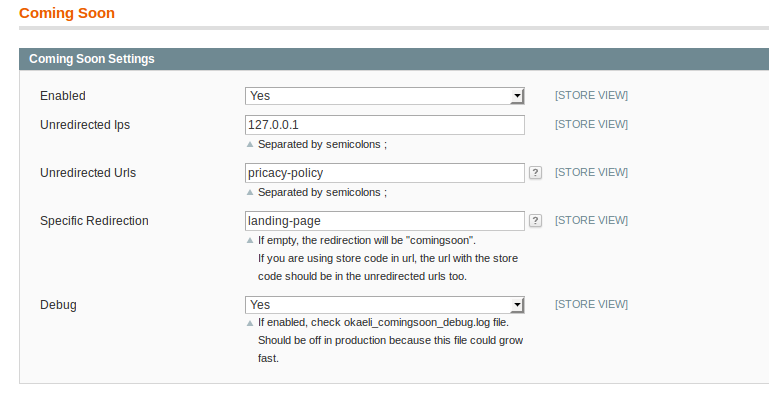 Coming Soon
Coming Soon Settings
Enabled Yes [STORE VIEW]
Unredirected Ips 127.0.0.1 [STORE VIEW]
Separated by semicolons ;
Unredirected Urls pricacy-policy ? [STORE VIEW]
Separated by semicolons ;
Specific Redirection landing-page ? [STORE VIEW]
If empty, the redirection will be "comingsoon".
If you are using store code in url, the url with the store
code should be in the unredirected urls too.
Debug Yes [STORE VIEW]
If enabled, check okaeli_comingsoon_debug.log file.
Should be off in production because this file could grow
fast.